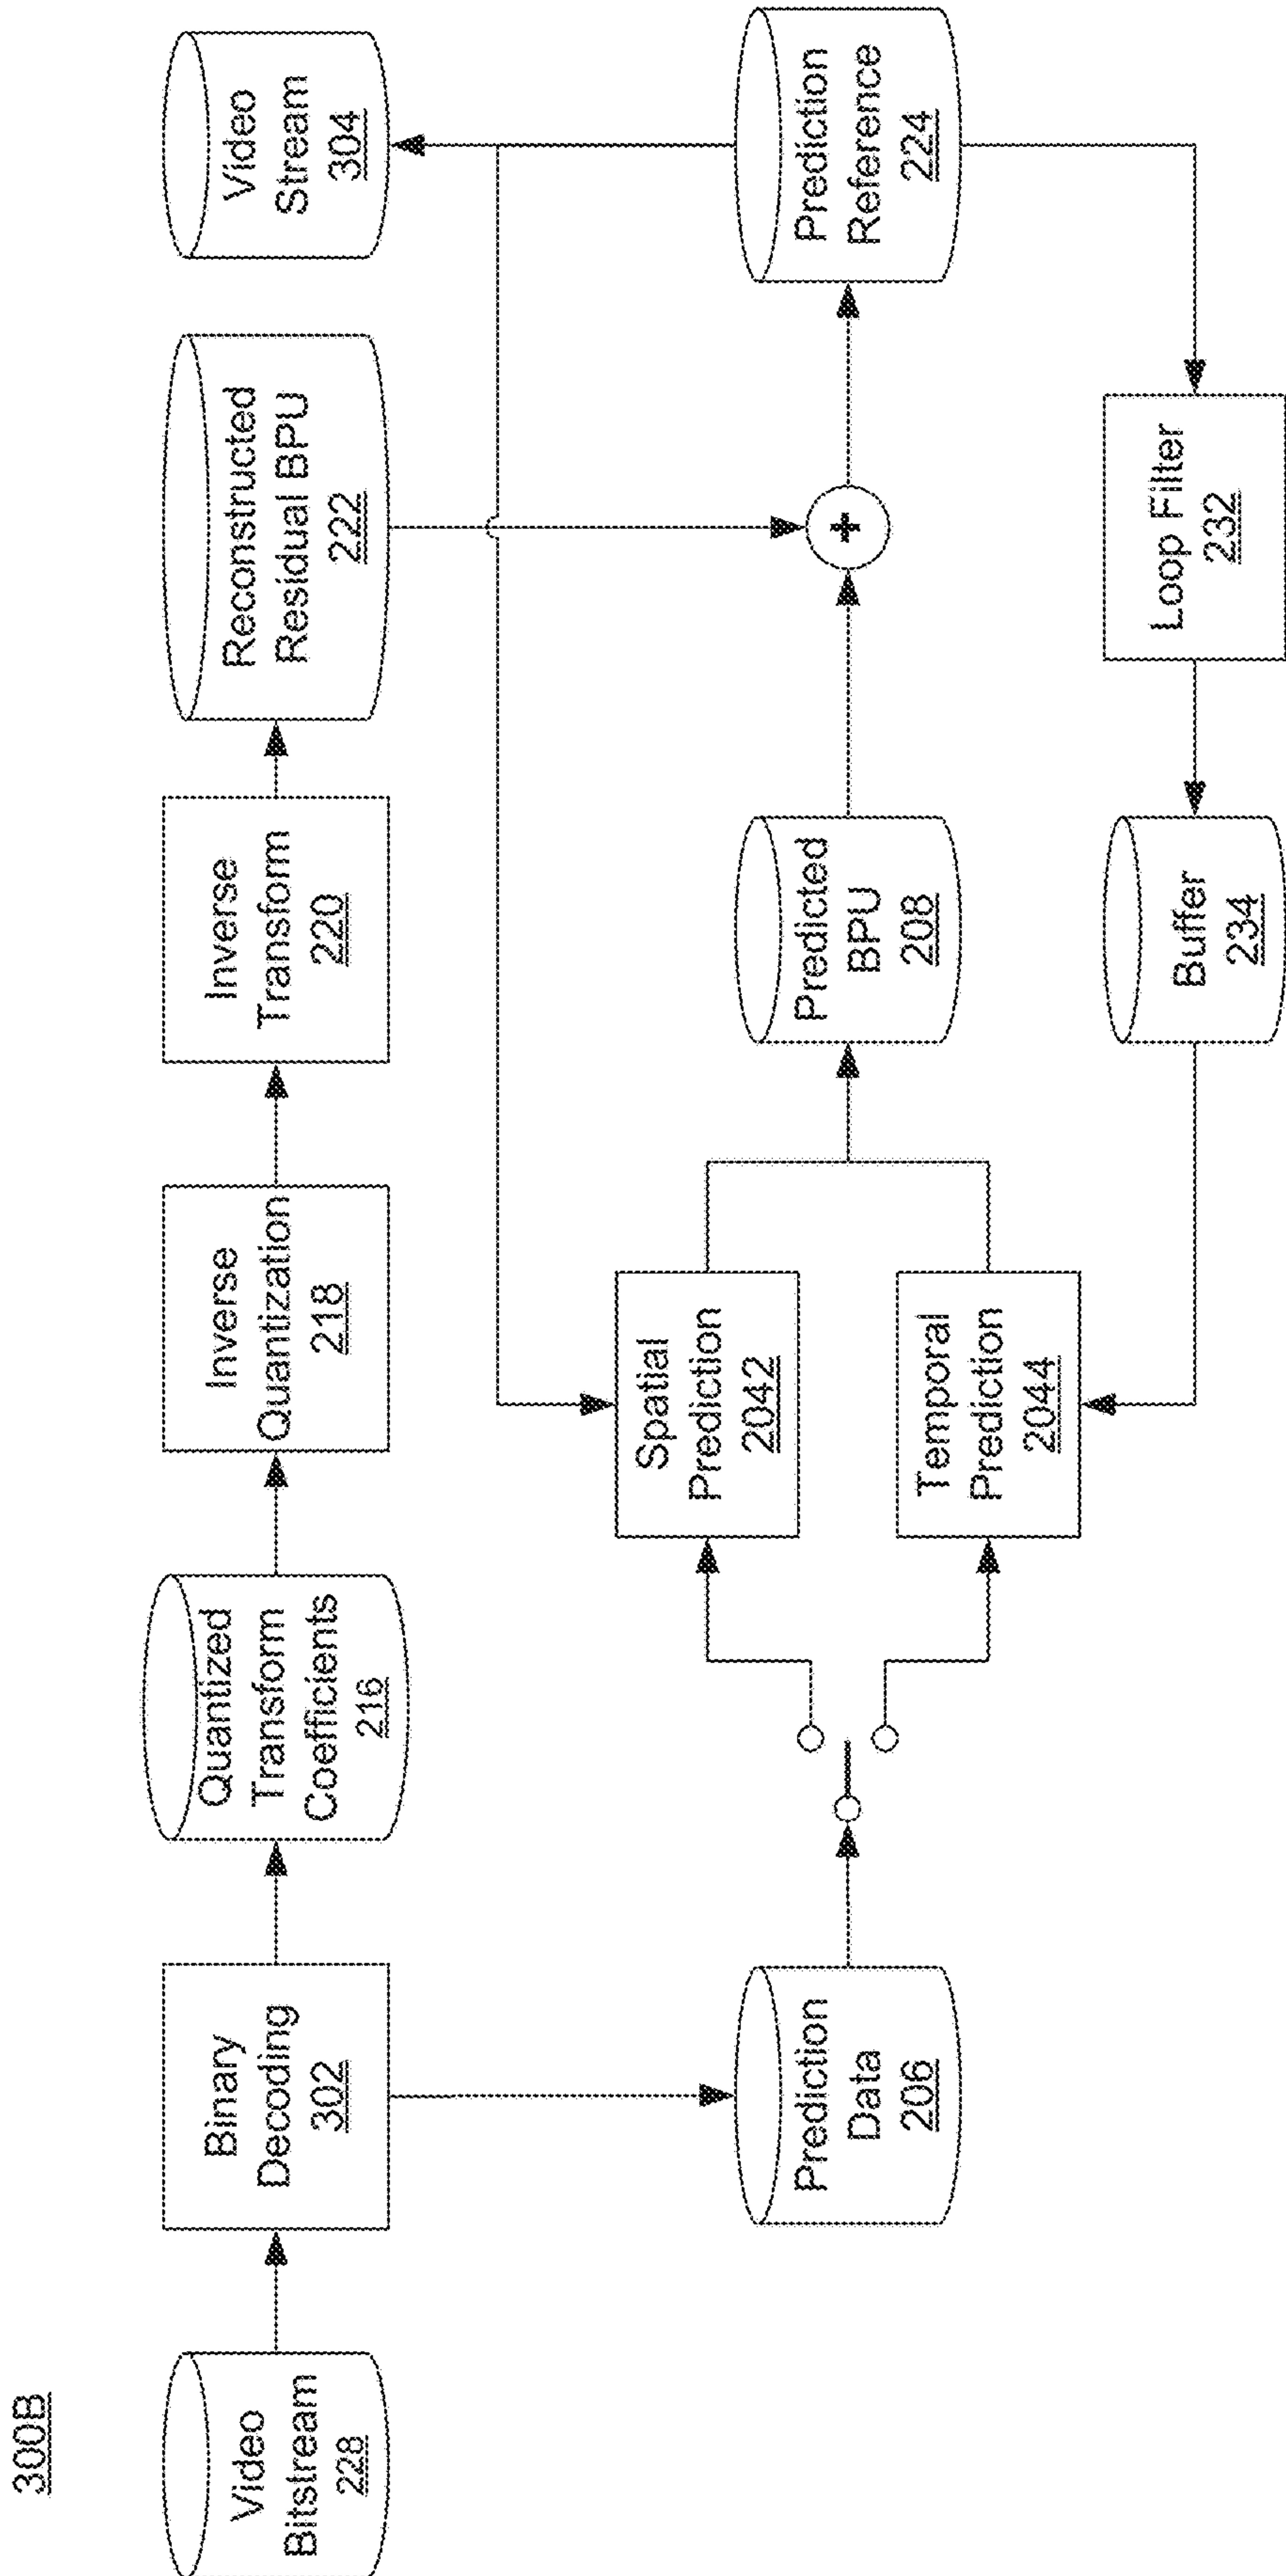 300B
Video
Bitstream
228
Binary
Decoding
302
Quantized
Transform
Coefficients
216
Inverse
Quantization
218
Inverse
Transform
220
Reconstructed
Residual BPU
222
Video
Stream
304
Prediction
Data
206
Spatial
Prediction
2042
Temporal
Prediction
2044
Predicted
BPU
208
+
Prediction
Reference
224
Buffer
234
Loop Filter
232